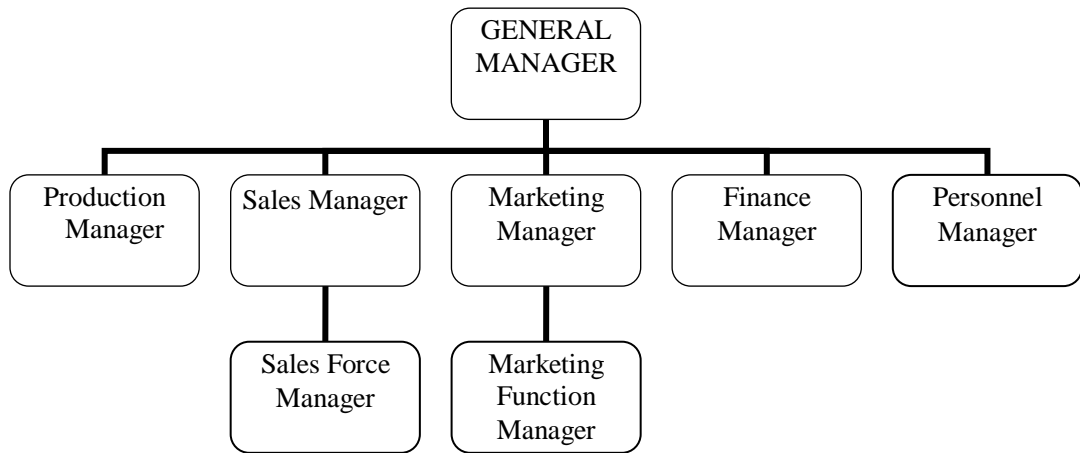 GENERAL
MANAGER
Production
Manager
Sales Manager
Marketing
Manager
Finance
Manager
Personnel
Manager
Sales Force
Manager
Marketing
Function
Manager